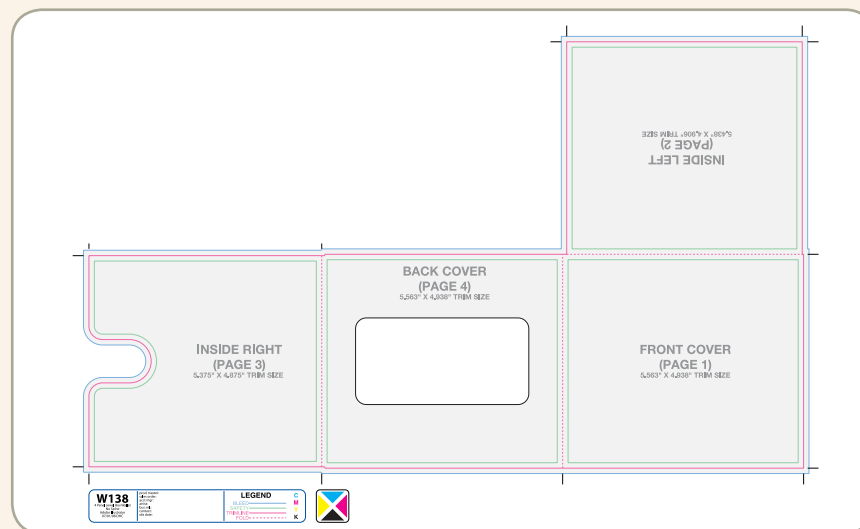 INSIDE LEFT
(PAGE 2)
5.438" X 4.906" TRIM SIZE
BACK COVER
(PAGE 4)
5.563" X 4.938" TRIM SIZE
INSIDE RIGHT
(PAGE 3)
5.375" X 4.875" TRIM SIZE
FRONT COVER
(PAGE 1)
5.563" X 4.938" TRIM SIZE
W138
LEGEND
BLEED
SAFETY
TRIMLINE
FOLD
C
M
Y
K